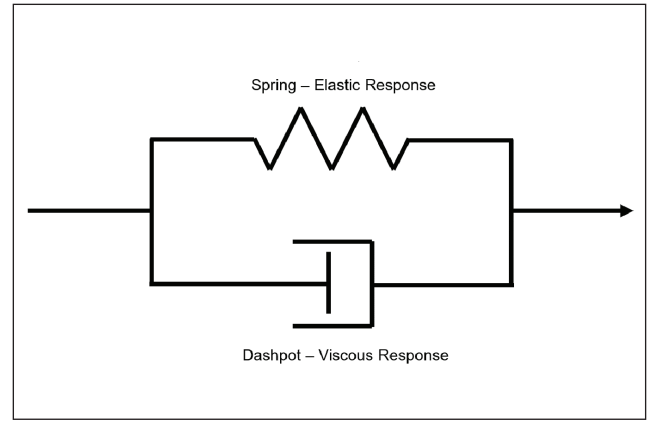 Spring – Elastic Response
Dashpot – Viscous Response